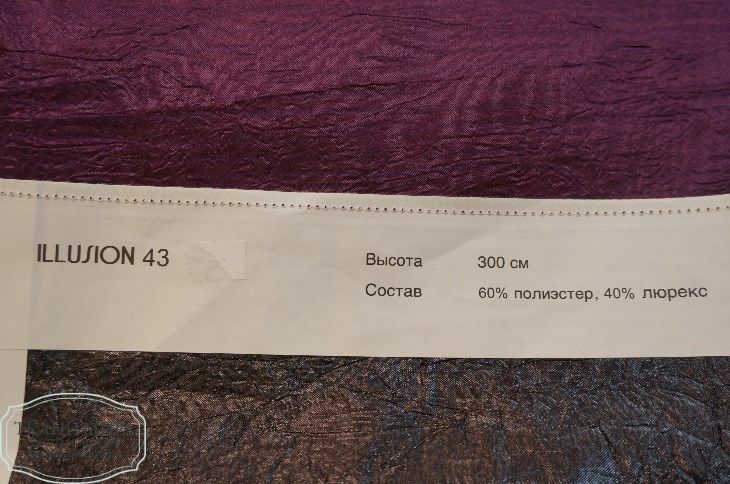 ILLUSION 43
Высота 300 см
Состав 60% полиэстер, 40% люрекс